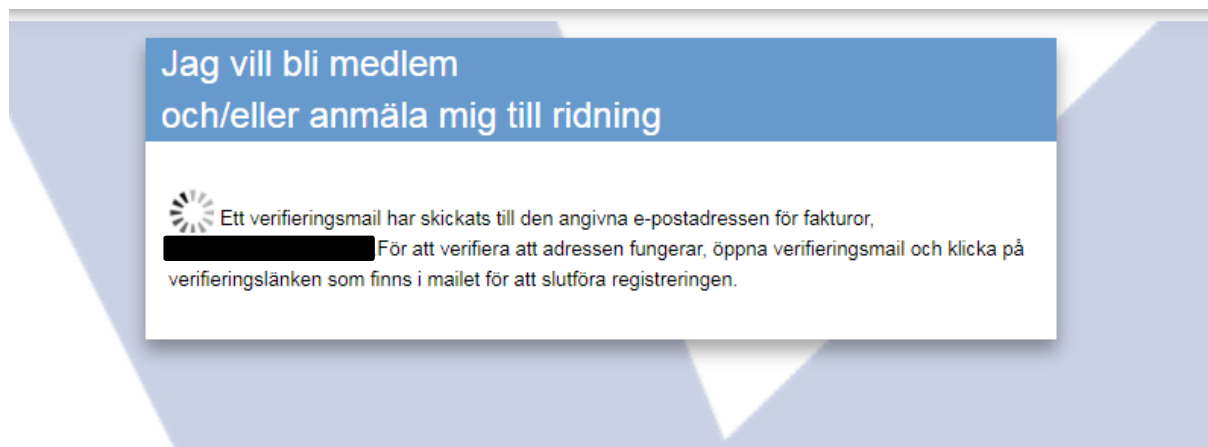 Jag vill bli medlem
och/eller anmäla mig till ridning
Ett verifieringsmail har skickats till den angivna e-postadressen för fakturor,
.För att verifiera att adressen fungerar, öppna verifieringsmail och klicka på
verifieringslänken som finns i mailet för att slutföra registreringen.